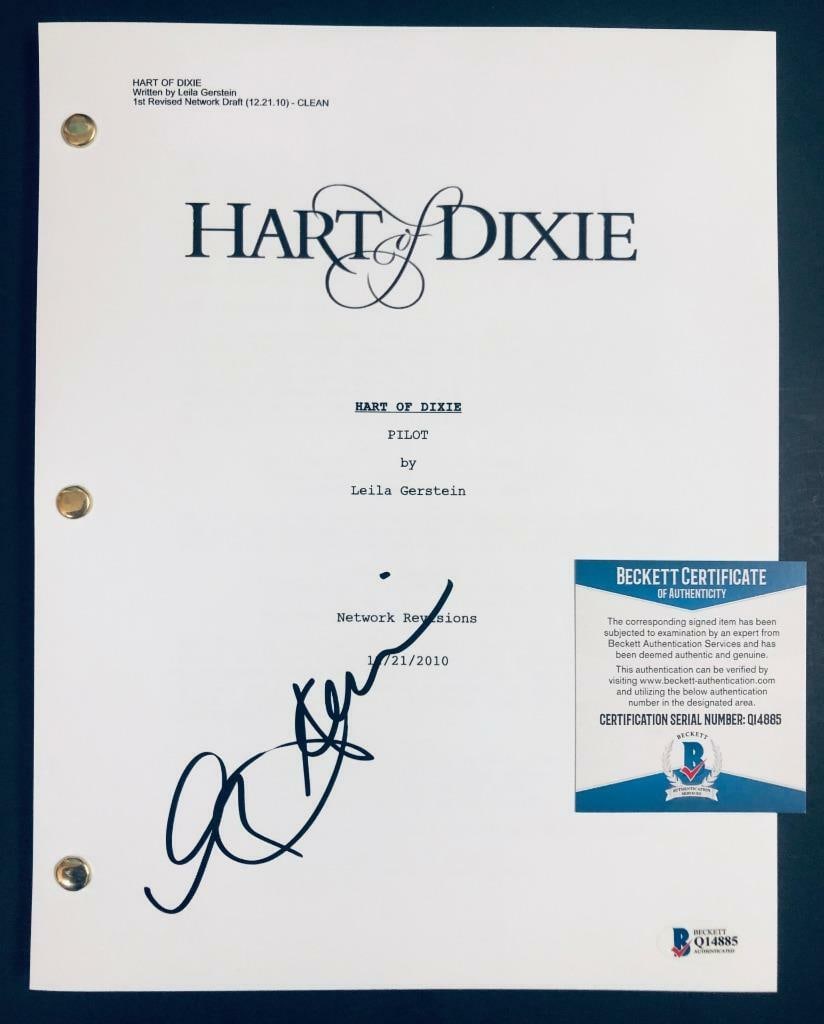 HART OF DIXIE
Written by Leila Gerstein
1st Revised Network Draft (12.21.10) - CLEAN
HART of DIXIE
HART OF DIXIE
PILOT
by
Leila Gerstein
Network Revisions
12/21/2010
BECKETT CERTIFICATE
OF AUTHENTICITY
The corresponding signed item has been
subjected to examination by an expert from
Beckett Authentication Services and has
been deemed authentic and genuine.
This authentication can be verified by
visiting www.beckett-authentication.com
and utilizing the below authentication
number in the designated area.
CERTIFICATION SERIAL NUMBER: Q14885
BECKETT
B
AUTHENTICATION
SERVICES
B
BECKETT
Q14885
AUTHENTICATED